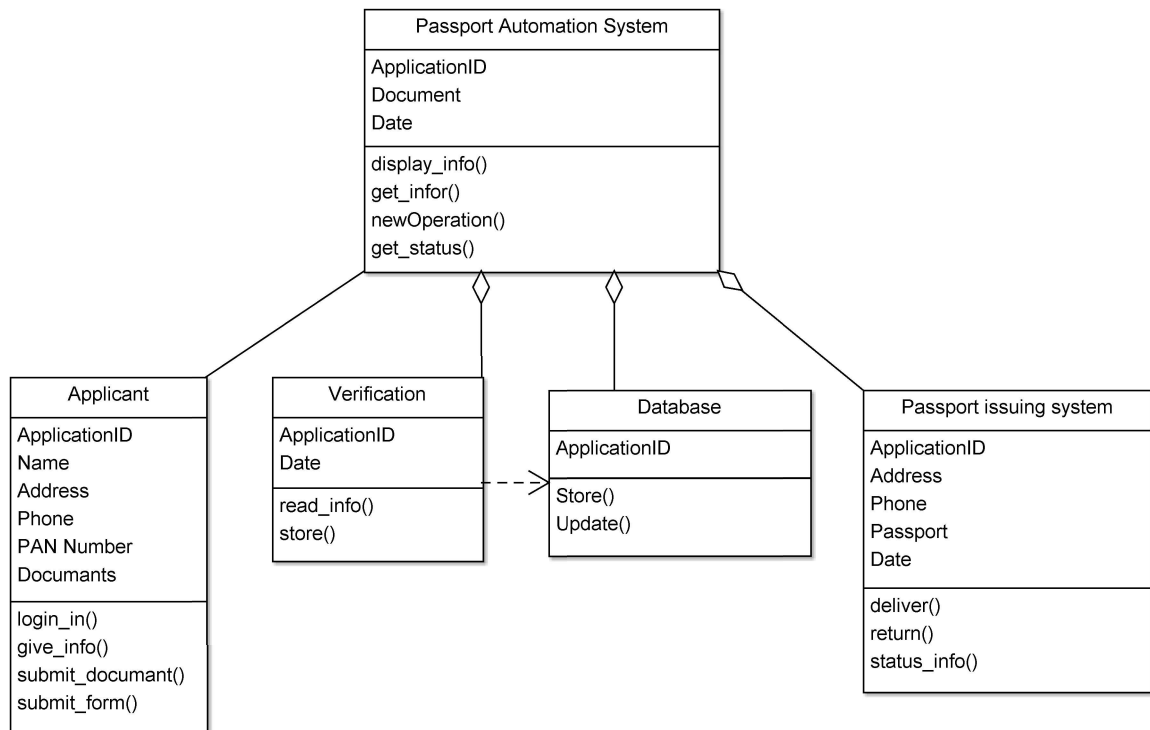 Passport Automation System
ApplicationID
Document
Date
display_info()
get_infor()
newOperation()
get_status()
Applicant
ApplicationID
Name
Address
Phone
PAN Number
Documants
login_in()
give_info()
submit_documant()
submit_form()
Verification
ApplicationID
Date
read_info()
store()
Database
ApplicationID
Store()
Update()
Passport issuing system
ApplicationID
Address
Phone
Passport
Date
deliver()
return()
status_info()